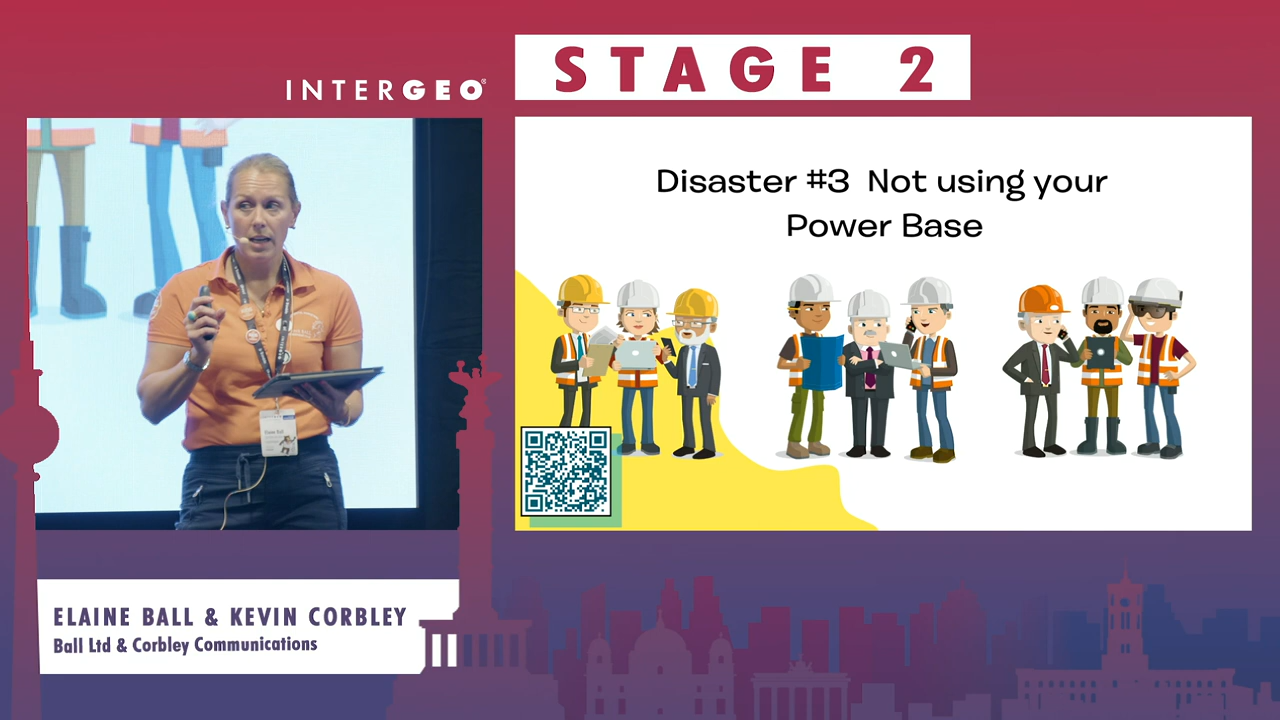 STAGE 2
INTERGEO®
Disaster #3 Not using your
Power Base
ELAINE BALL & KEVIN CORBLEY
Ball Ltd & Corbley Communications